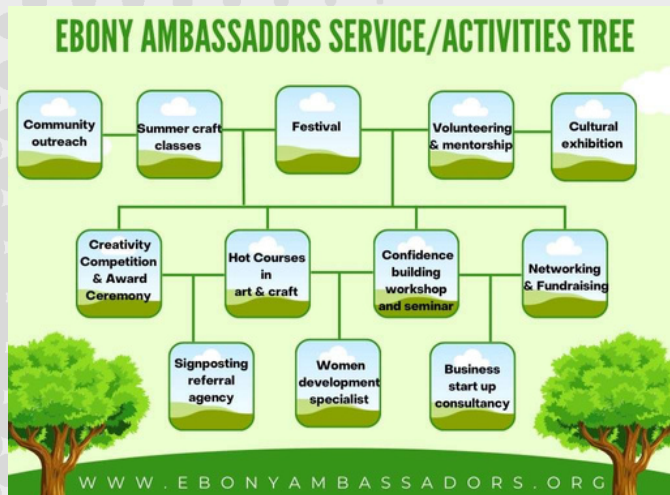 EBONY AMBASSADORS SERVICE/ACTIVITIES TREE
Community
outreach
Summer craft
classes
Festival
Volunteering
& mentorship
Cultural
exhibition
Creativity
Competition
& Award
Ceremony
Hot Courses
in
art & craft
Confidence
building
workshop
and seminar
Networking
& Fundraising
Signposting
referral
agency
Women
development
specialist
Business
start up
consultancy
WWW.EBONYAMBASSADORS.ORG